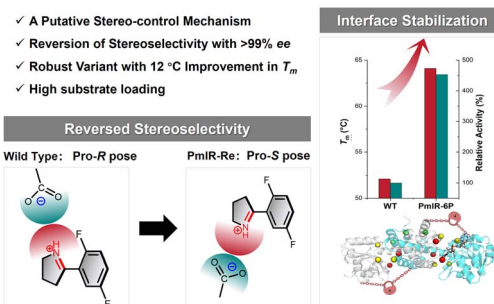 ✓ A Putative Stereo-control Mechanism
✓ Reversion of Stereoselectivity with >99% ee
✓ Robust Variant with 12 °C Improvement in Tm
✓ High substrate loading
Reversed Stereoselectivity
Wild Type: Pro-R pose
PmIR-Re: Pro-S pose
O
O
⊖
H
N
⊕
F
F
F
N
H
⊕
F
O
⊖
O
Interface Stabilization
Tm (°C)
65
60
55
50
500
400
300
200
100
Relative Activity (%)
WT
PmIR-6P